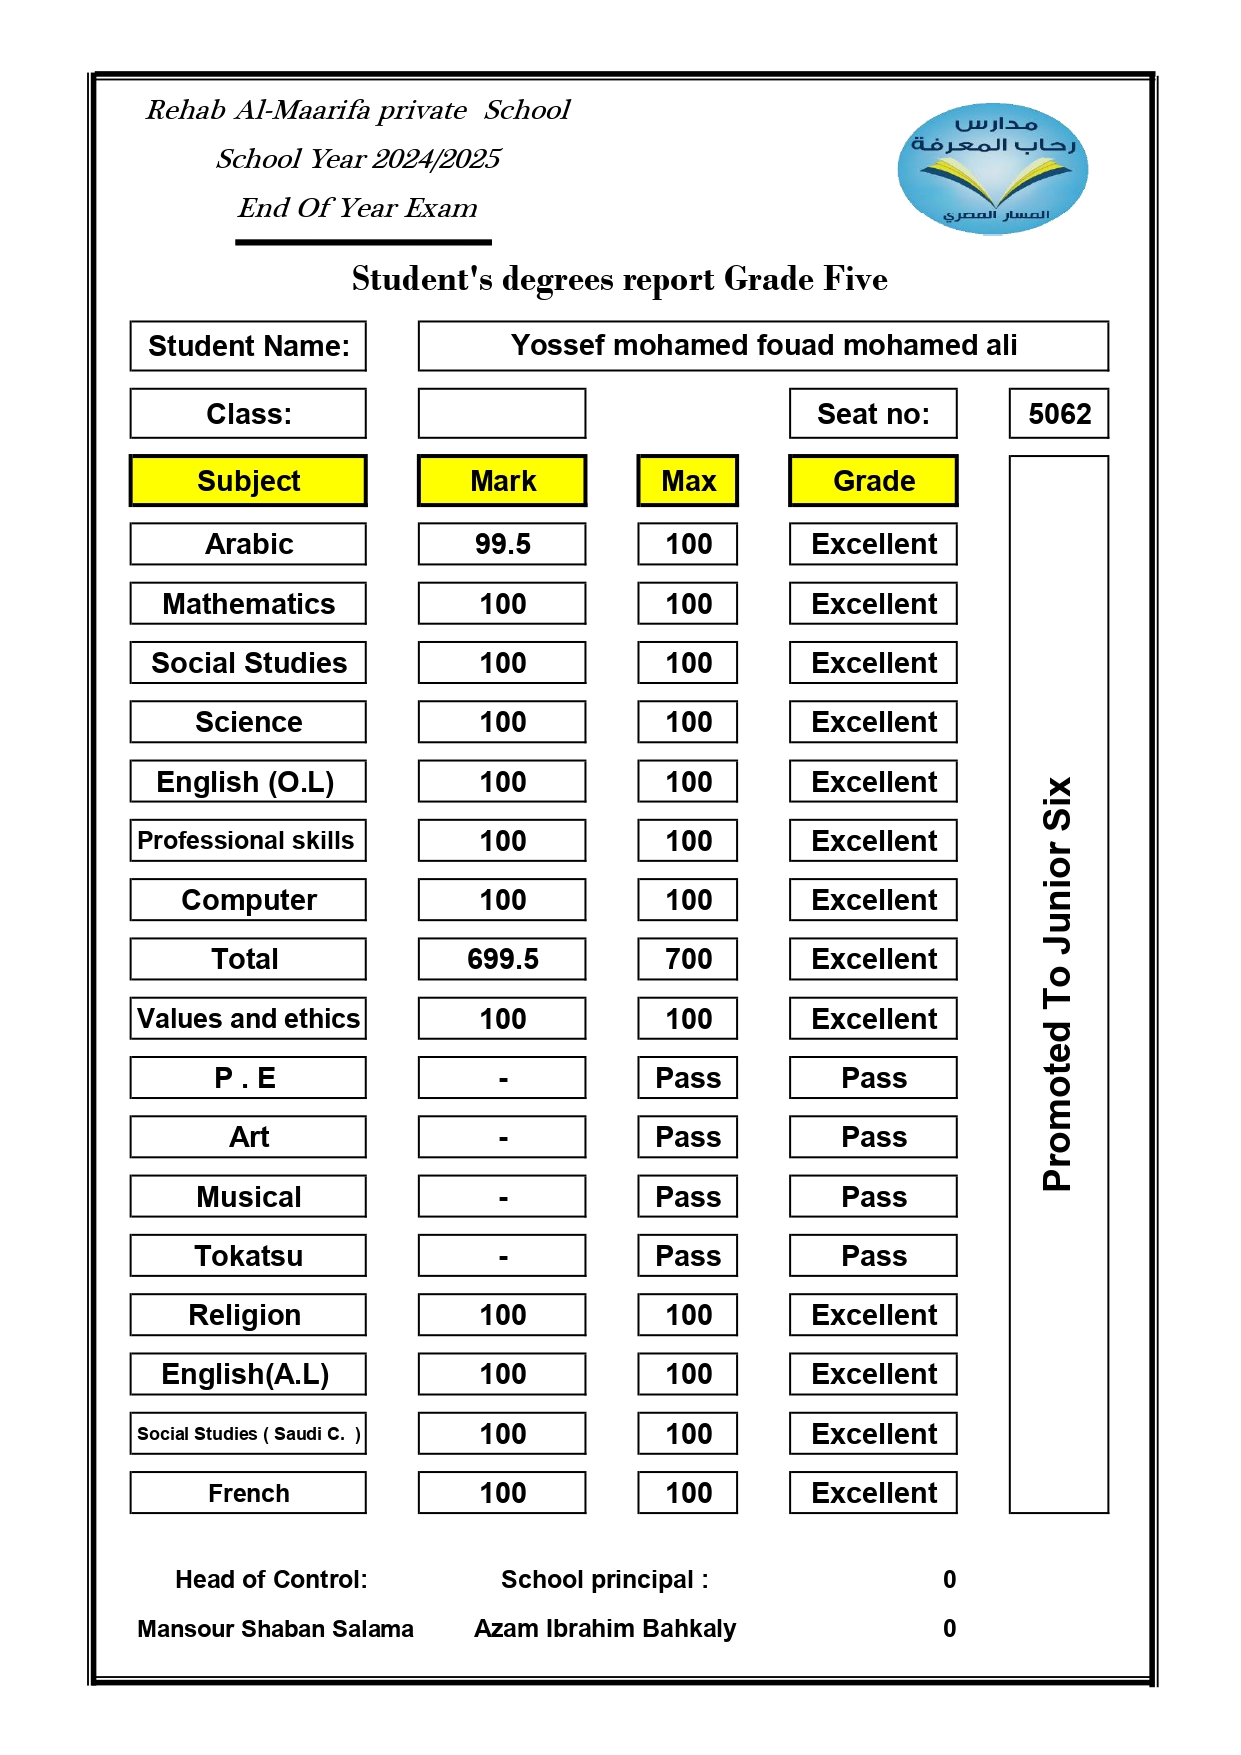 Rehab Al-Maarifa private School
School Year 2024/2025
End Of Year Exam
مدارس
رحاب المعرفة
المسار المصري
Student's degrees report Grade Five
Student Name: Yossef mohamed fouad mohamed ali
Class: Seat no: 5062
Subject Mark Max Grade
Arabic 99.5 100 Excellent
Mathematics 100 100 Excellent
Social Studies 100 100 Excellent
Science 100 100 Excellent
English (O.L) 100 100 Excellent
Professional skills 100 100 Excellent
Computer 100 100 Excellent
Total 699.5 700 Excellent
Values and ethics 100 100 Excellent
P . E - Pass Pass
Art - Pass Pass
Musical - Pass Pass
Tokatsu - Pass Pass
Religion 100 100 Excellent
English(A.L) 100 100 Excellent
Social Studies ( Saudi C. ) 100 100 Excellent
French 100 100 Excellent
Promoted To Junior Six
Head of Control: School principal : 0
Mansour Shaban Salama Azam Ibrahim Bahkaly 0